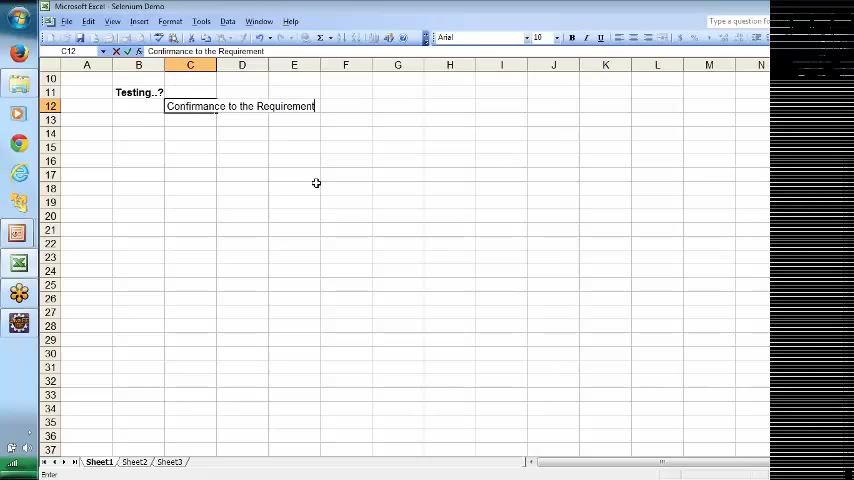 Microsoft Excel - Selenium Demo
File Edit View Insert Format Tools Data Window Help
Type a question fo
Arial 10 B I U
C12 Confirmance to the Requirement
A B C D E F G H I J K L M N
10
11 Testing..?
12 Confirmance to the Requirement
13
14
15
16
17
18
19
20
21
22
23
24
25
26
27
28
29
30
31
32
33
34
35
36
37
Sheet1 Sheet2 Sheet3
Enter